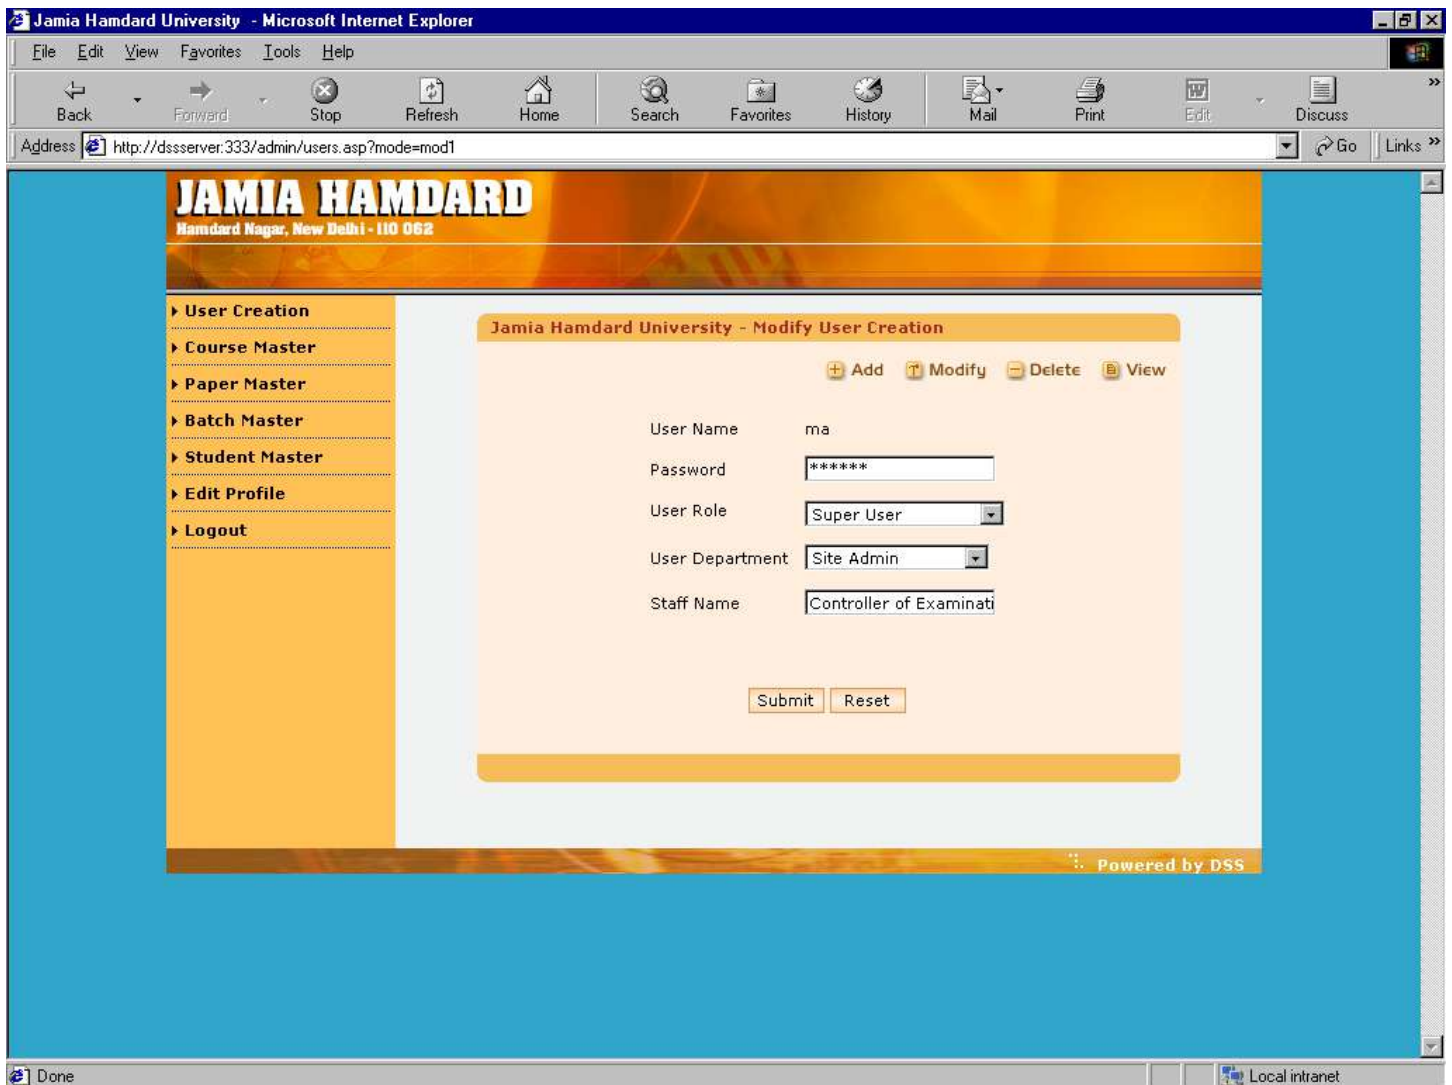 Jamia Hamdard University - Microsoft Internet Explorer
File Edit View Favorites Tools Help
Back Forward Stop Refresh Home Search Favorites History Mail Print Edit Discuss »
Address http://dssserver:333/admin/users.asp?mode=mod1 Go Links »
JAMIA HAMDARD
Hamdard Nagar, New Delhi - 110 062
User Creation
Course Master
Paper Master
Batch Master
Student Master
Edit Profile
Logout
Jamia Hamdard University - Modify User Creation
Add Modify Delete View
User Name ma
Password ******
User Role Super User
User Department Site Admin
Staff Name Controller of Examinati
Submit Reset
Powered by DSS
Done Local intranet